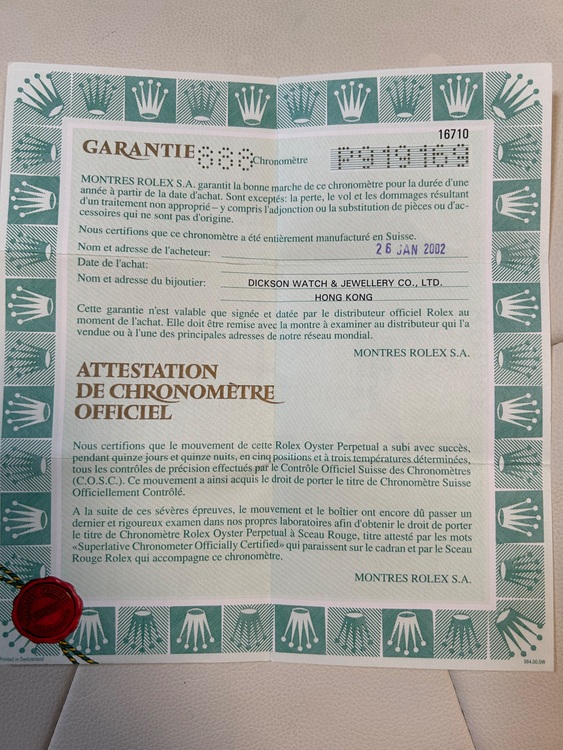 16710
GARANTIE 888 Chronomètre P919169
MONTRES ROLEX S.A. garantit la bonne marche de ce chronomètre pour la durée d'une
année à partir de la date d'achat. Sont exceptés: la perte, le vol et les dommages résultant
d'un traitement non approprié – y compris l'adjonction ou la substitution de pièces ou d'ac-
cessoires qui ne sont pas d'origine.
Nous certifions que ce chronomètre a été entièrement manufacturé en Suisse.
Nom et adresse de l'acheteur: 26 JAN 2002
Date de l'achat:
Nom et adresse du bijoutier: DICKSON WATCH & JEWELLERY CO., LTD.
HONG KONG
Cette garantie n'est valable que signée et datée par le distributeur officiel Rolex au
moment de l'achat. Elle doit être remise avec la montre à examiner au distributeur qui l'a
vendue ou à l'une des principales adresses de notre réseau mondial.
MONTRES ROLEX S.A.
ATTESTATION
DE CHRONOMÈTRE
OFFICIEL
Nous certifions que le mouvement de cette Rolex Oyster Perpetual a subi avec succès,
pendant quinze jours et quinze nuits, en cinq positions et à trois températures déterminées,
tous les contrôles de précision effectués par le Contrôle Officiel Suisse des Chronomètres
(C.O.S.C.). Ce mouvement a ainsi acquis le droit de porter le titre de Chronomètre Suisse
Officiellement Contrôlé.
A la suite de ces sévères épreuves, le mouvement et le boîtier ont encore dû passer un
dernier et rigoureux examen dans nos propres laboratoires afin d'obtenir le droit de porter
le titre de Chronomètre Rolex Oyster Perpetual à Sceau Rouge, titre attesté par les mots
«Superlative Chronometer Officially Certified» qui paraissent sur le cadran et par le Sceau
Rouge Rolex qui accompagne ce chronomètre.
MONTRES ROLEX S.A.
Printed in Switzerland